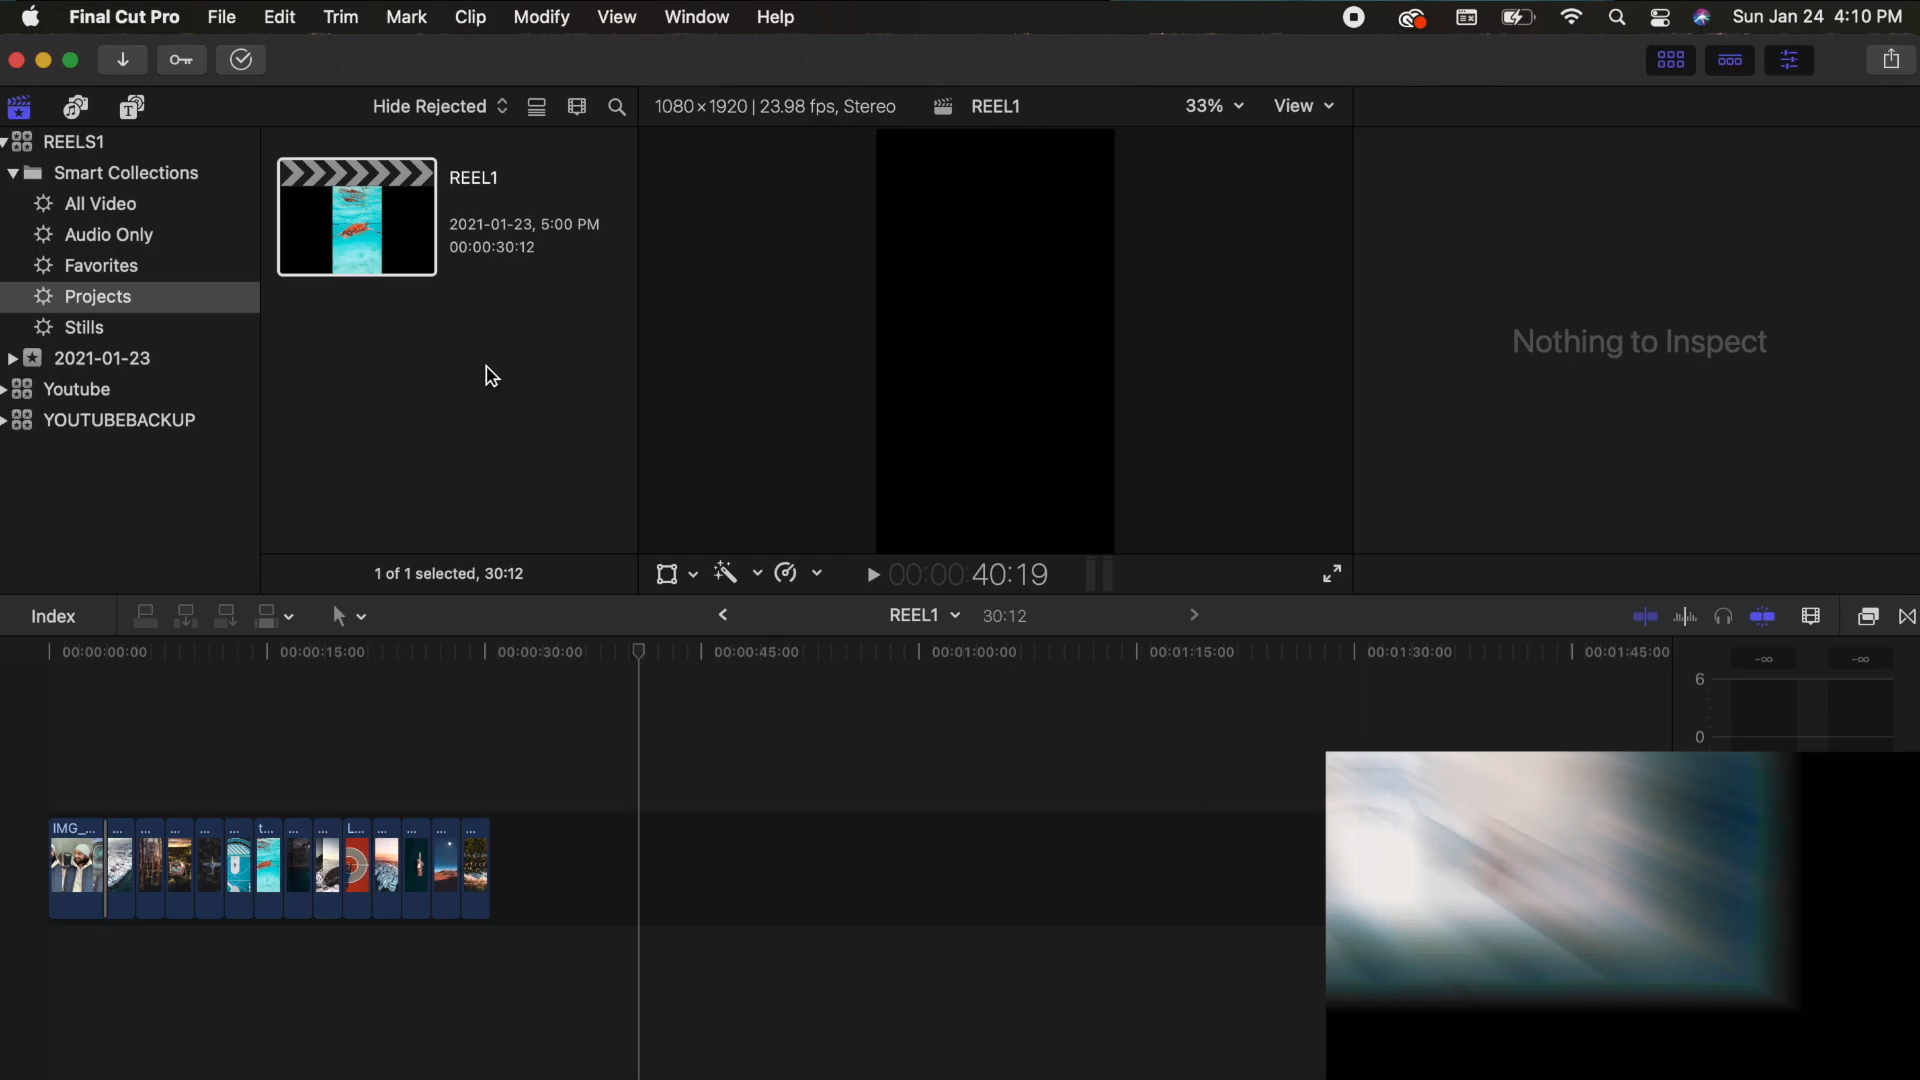 Final Cut Pro File Edit Trim Mark Clip Modify View Window Help Sun Jan 24 4:10 PM
Hide Rejected 1080×1920 | 23.98 fps, Stereo REEL1 33% View
REELS1
Smart Collections
All Video
Audio Only
Favorites
Projects
Stills
2021-01-23
Youtube
YOUTUBEBACKUP
REEL1
2021-01-23, 5:00 PM
00:00:30:12
Nothing to Inspect
1 of 1 selected, 30:12
00:00:40:19
Index REEL1 30:12
00:00:00:00 00:00:15:00 00:00:30:00 00:00:45:00 00:01:00:00 00:01:15:00 00:01:30:00 00:01:45:00
-∞ -∞
6
0
IMG_... ... ... ... ... ... t... ... ... L... ... ... ... ...